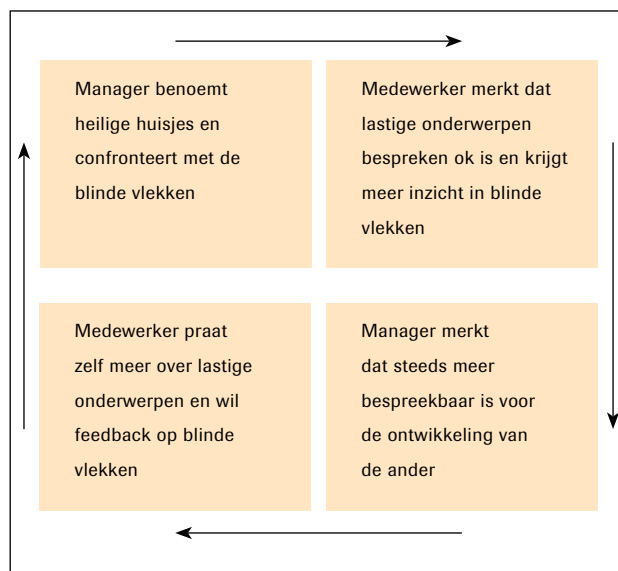 Manager benoemt
heilige huisjes en
confronteert met de
blinde vlekken
Medewerker merkt dat
lastige onderwerpen
bespreken ok is en krijgt
meer inzicht in blinde
vlekken
Medewerker praat
zelf meer over lastige
onderwerpen en wil
feedback op blinde
vlekken
Manager merkt
dat steeds meer
bespreekbaar is voor
de ontwikkeling van
de ander